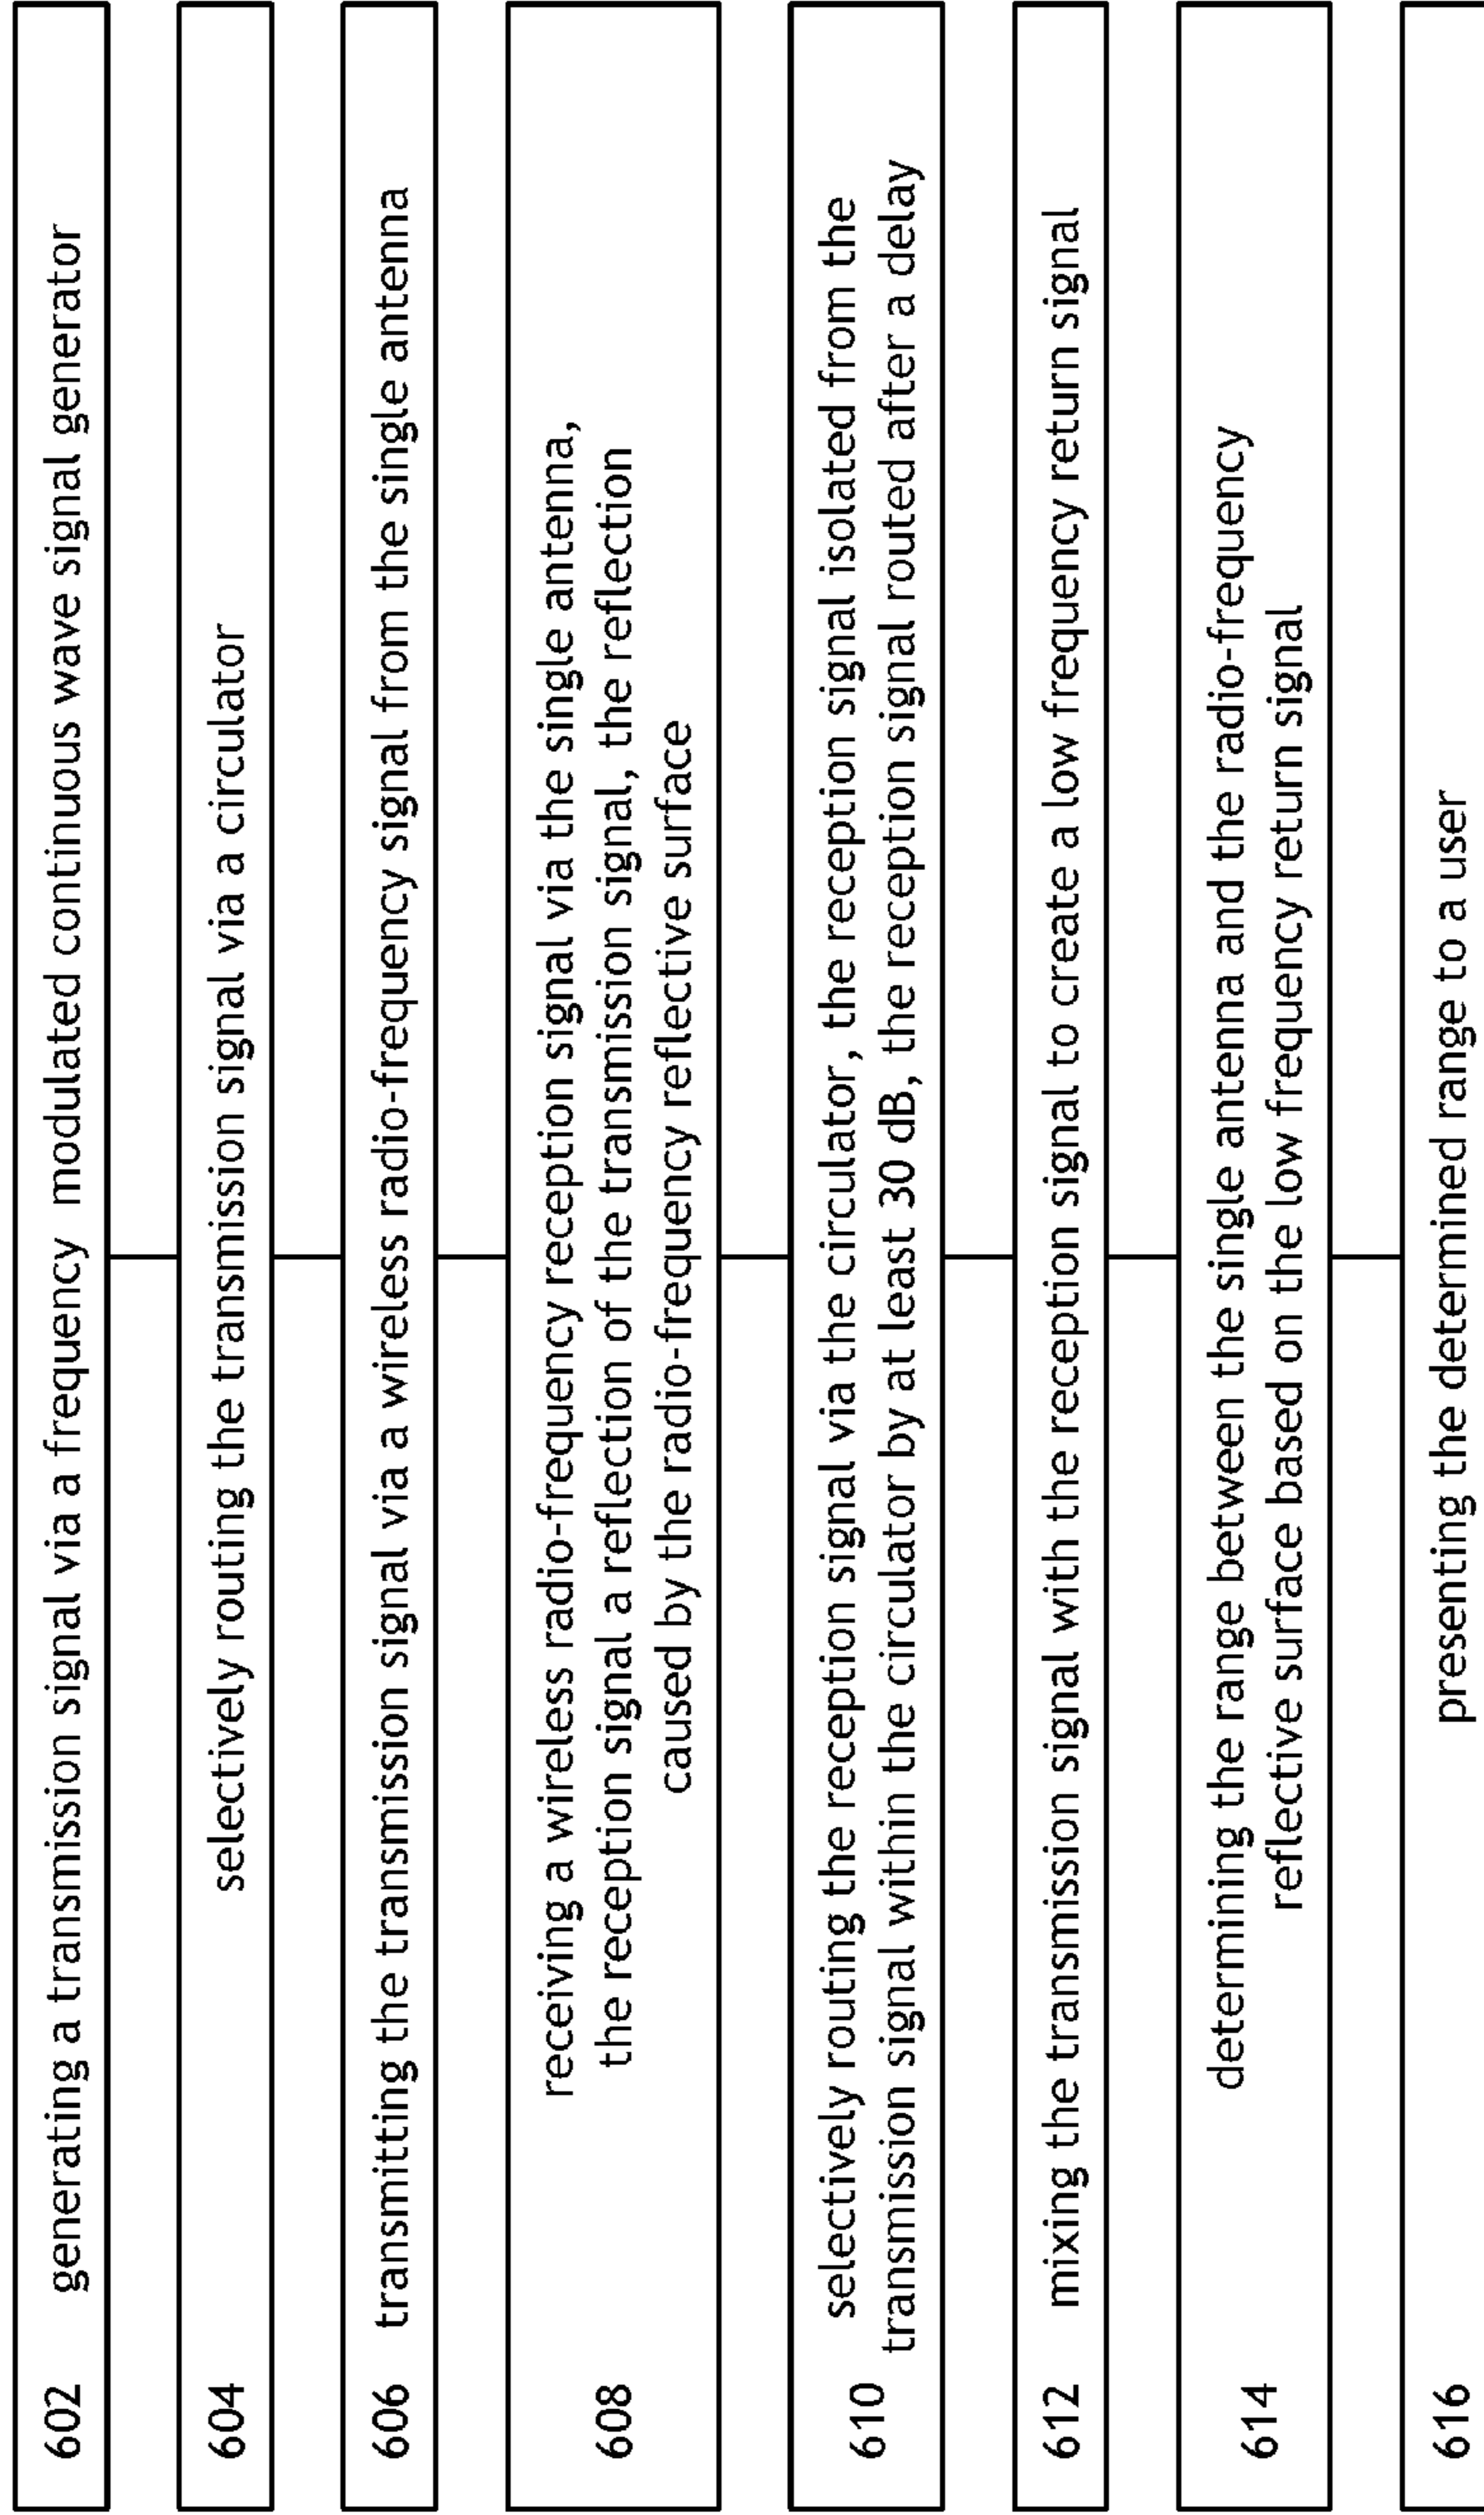 602 generating a transmission signal via a frequency modulated continuous wave signal generator
604 selectively routing the transmission signal via a circulator
606 transmitting the transmission signal via a wireless radio-frequency signal from the single antenna
608 receiving a wireless radio-frequency reception signal via the single antenna,
the reception signal a reflection of the transmission signal, the reflection
caused by the radio-frequency reflective surface
610 selectively routing the reception signal via the circulator, the reception signal isolated from the
transmission signal within the circulator by at least 30 dB, the reception signal routed after a delay
612 mixing the transmission signal with the reception signal to create a low frequency return signal
614 determining the range between the single antenna and the radio-frequency
reflective surface based on the low frequency return signal
616 presenting the determined range to a user